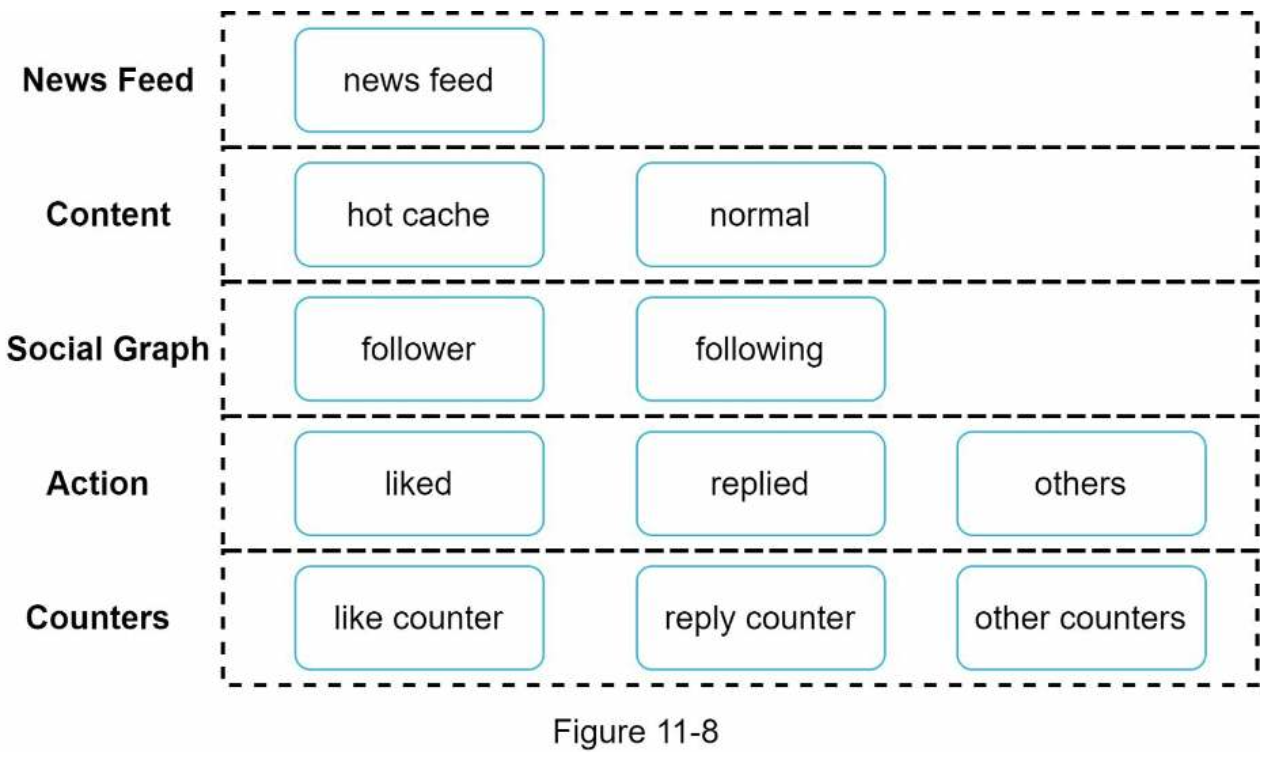 News Feed
news feed
Content
hot cache
normal
Social Graph
follower
following
Action
liked
replied
others
Counters
like counter
reply counter
other counters
Figure 11-8